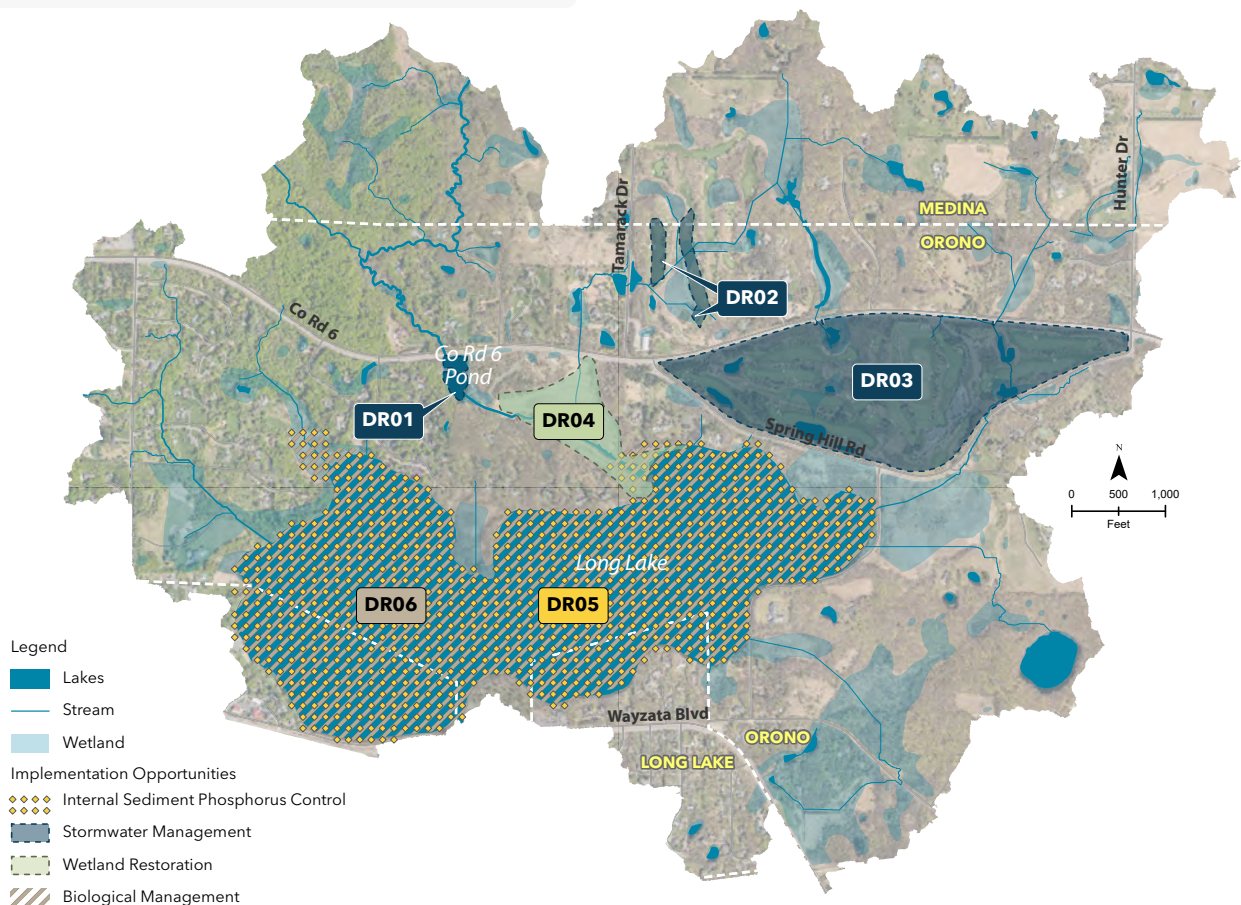 MEDINA
ORONO
Hunter Dr
Tamarack Dr
DR02
Co Rd 6
Co Rd 6
Pond
DR01
DR04
DR03
Spring Hill Rd
N
0 500 1,000
Feet
Long Lake
DR06
DR05
Wayzata Blvd
ORONO
LONG LAKE
Legend
Lakes
Stream
Wetland
Implementation Opportunities
Internal Sediment Phosphorus Control
Stormwater Management
Wetland Restoration
Biological Management